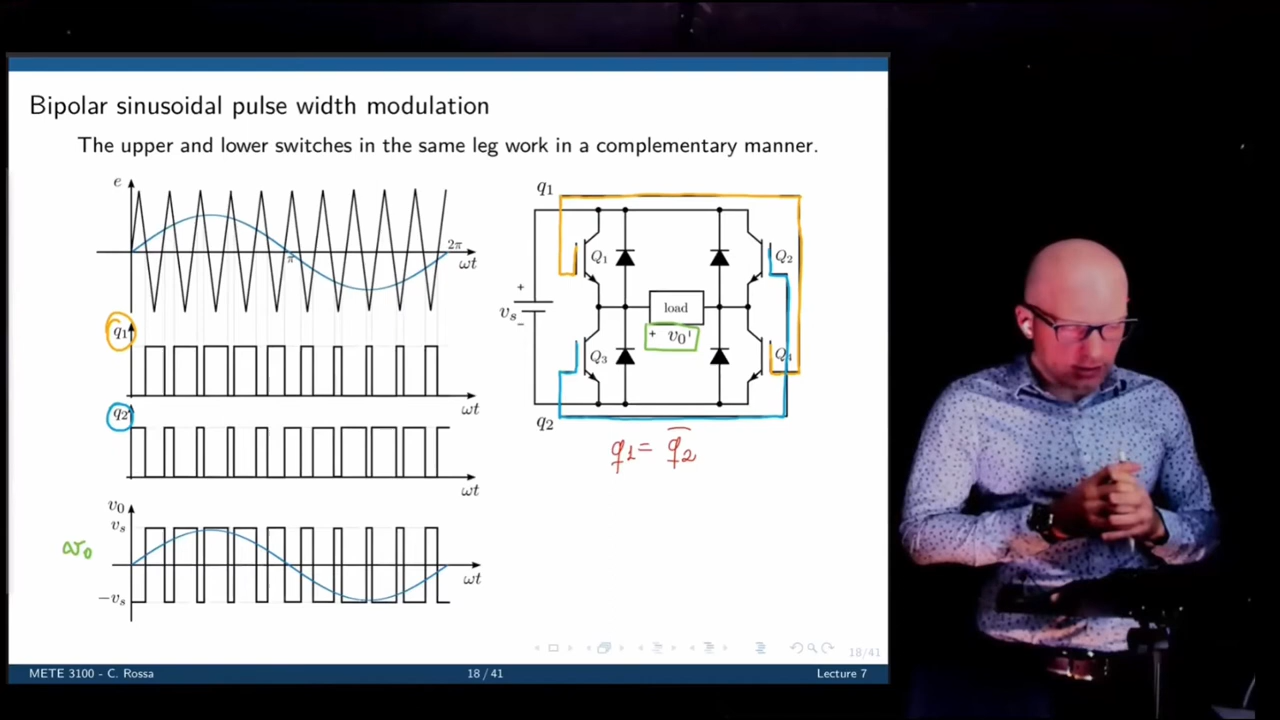 Bipolar sinusoidal pulse width modulation
The upper and lower switches in the same leg work in a complementary manner.
e
π
2π
ωt
q1
ωt
q2
ωt
v0
vs
−vs
ωt
v0
q1
Q1
Q2
+
vs
−
load
+ v0
Q3
Q4
q2
q1 = q̅2
18/41
METE 3100 - C. Rossa
18 / 41
Lecture 7